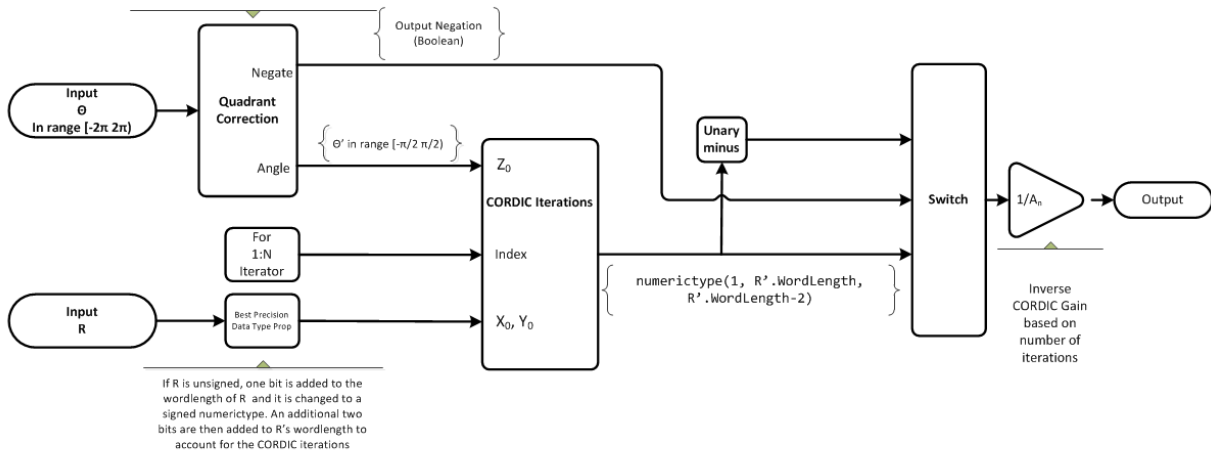 Output Negation
(Boolean)
Negate
Input
Θ
In range [-2π 2π)
Quadrant
Correction
Angle
Θ' in range [-π/2 π/2)
Unary
minus
Z₀
CORDIC Iterations
Switch
1/Aₙ
Output
For
1:N
Iterator
Index
numerictype(1, R'.WordLength,
R'.WordLength-2)
Input
R
Best Precision
Data Type Prop
X₀, Y₀
Inverse
CORDIC Gain
based on
number of
iterations
If R is unsigned, one bit is added to the
wordlength of R and it is changed to a
signed numerictype. An additional two
bits are then added to R's wordlength to
account for the CORDIC iterations